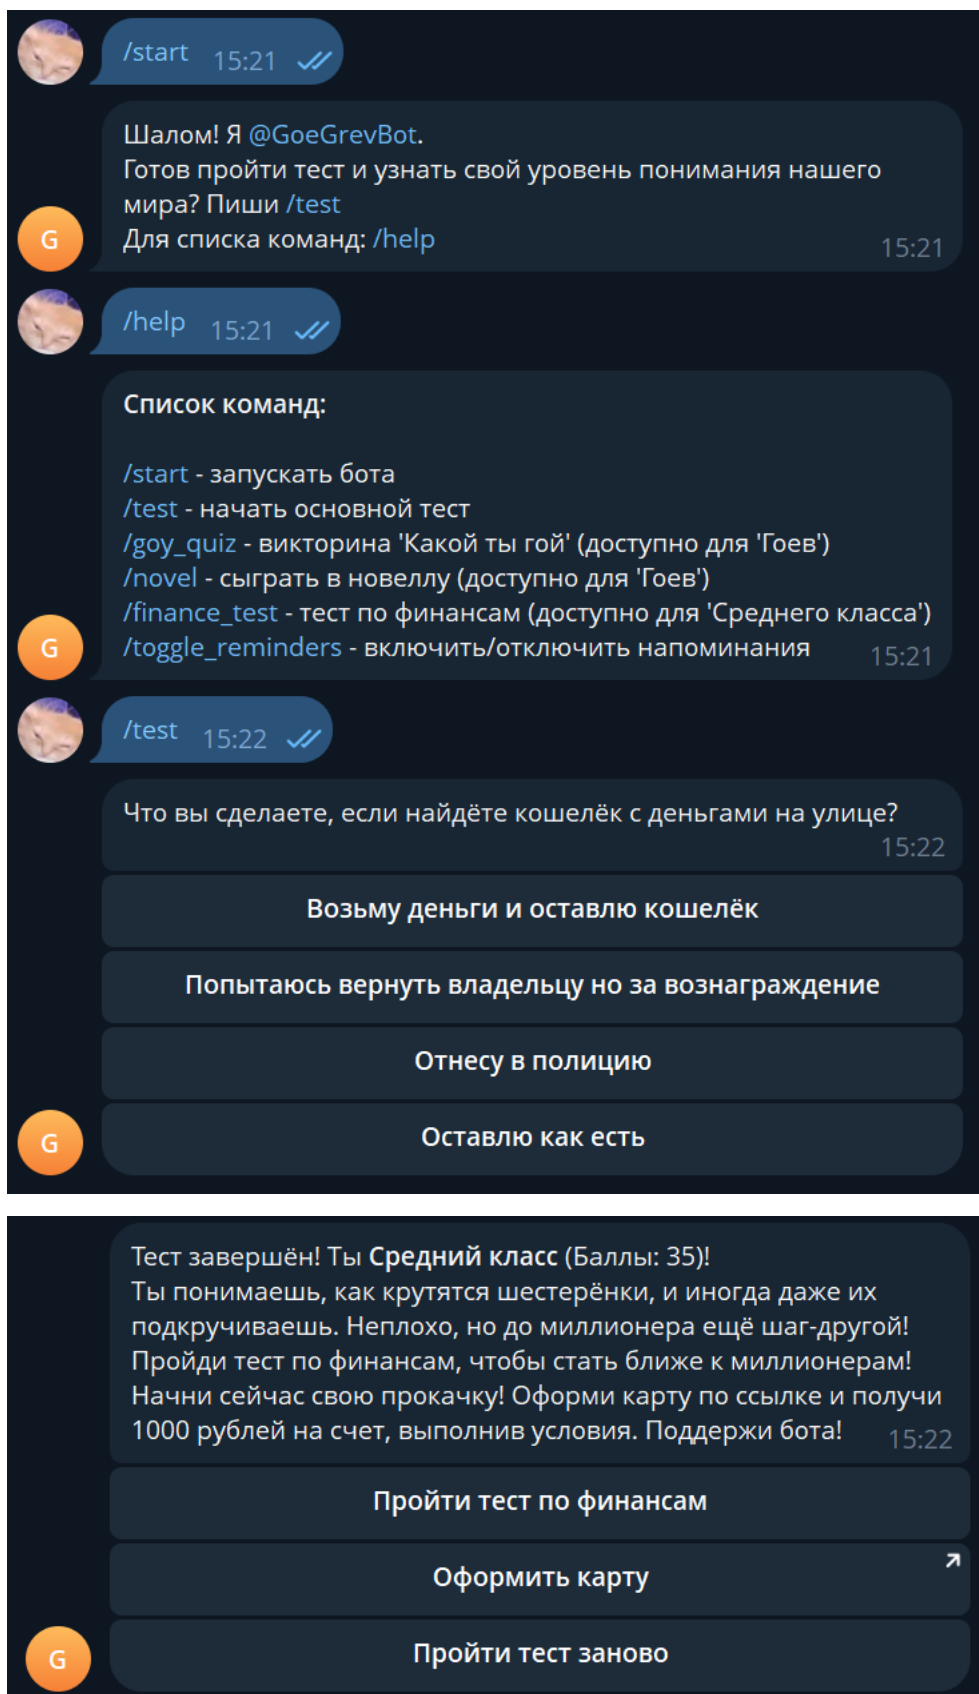 /start 15:21
Шалом! Я @GoeGrevBot.
Готов пройти тест и узнать свой уровень понимания нашего
мира? Пиши /test
Для списка команд: /help
15:21
G
/help 15:21
Список команд:
/start - запускать бота
/test - начать основной тест
/goy_quiz - викторина 'Какой ты гой' (доступно для 'Гоев')
/novel - сыграть в новеллу (доступно для 'Гоев')
/finance_test - тест по финансам (доступно для 'Среднего класса')
/toggle_reminders - включить/отключить напоминания
15:21
G
/test 15:22
Что вы сделаете, если найдёте кошелёк с деньгами на улице?
15:22
Возьму деньги и оставлю кошелёк
Попытаюсь вернуть владельцу но за вознаграждение
Отнесу в полицию
Оставлю как есть
G
Тест завершён! Ты Средний класс (Баллы: 35)!
Ты понимаешь, как крутятся шестерёнки, и иногда даже их
подкручиваешь. Неплохо, но до миллионера ещё шаг-другой!
Пройди тест по финансам, чтобы стать ближе к миллионерам!
Начни сейчас свою прокачку! Оформи карту по ссылке и получи
1000 рублей на счет, выполнив условия. Поддержи бота!
15:22
Пройти тест по финансам
Оформить карту
Пройти тест заново
G